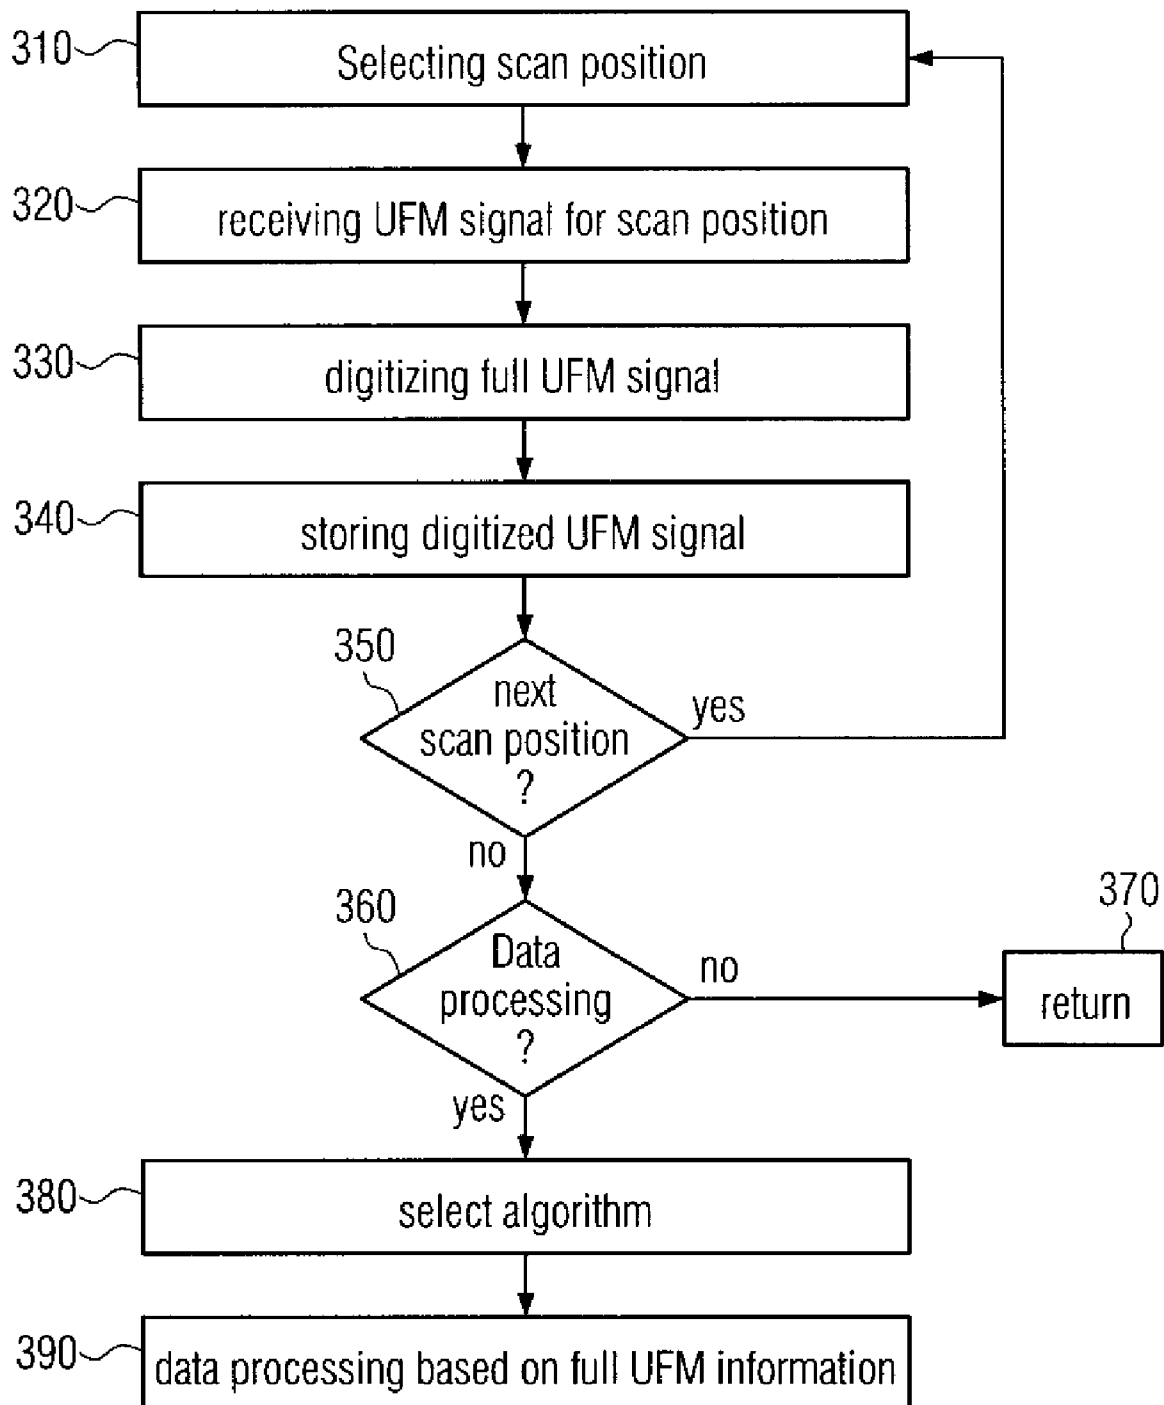 310
Selecting scan position
320
receiving UFM signal for scan position
330
digitizing full UFM signal
340
storing digitized UFM signal
350
next
scan position
?
yes
no
360
Data
processing
?
no
370
return
yes
380
select algorithm
390
data processing based on full UFM information